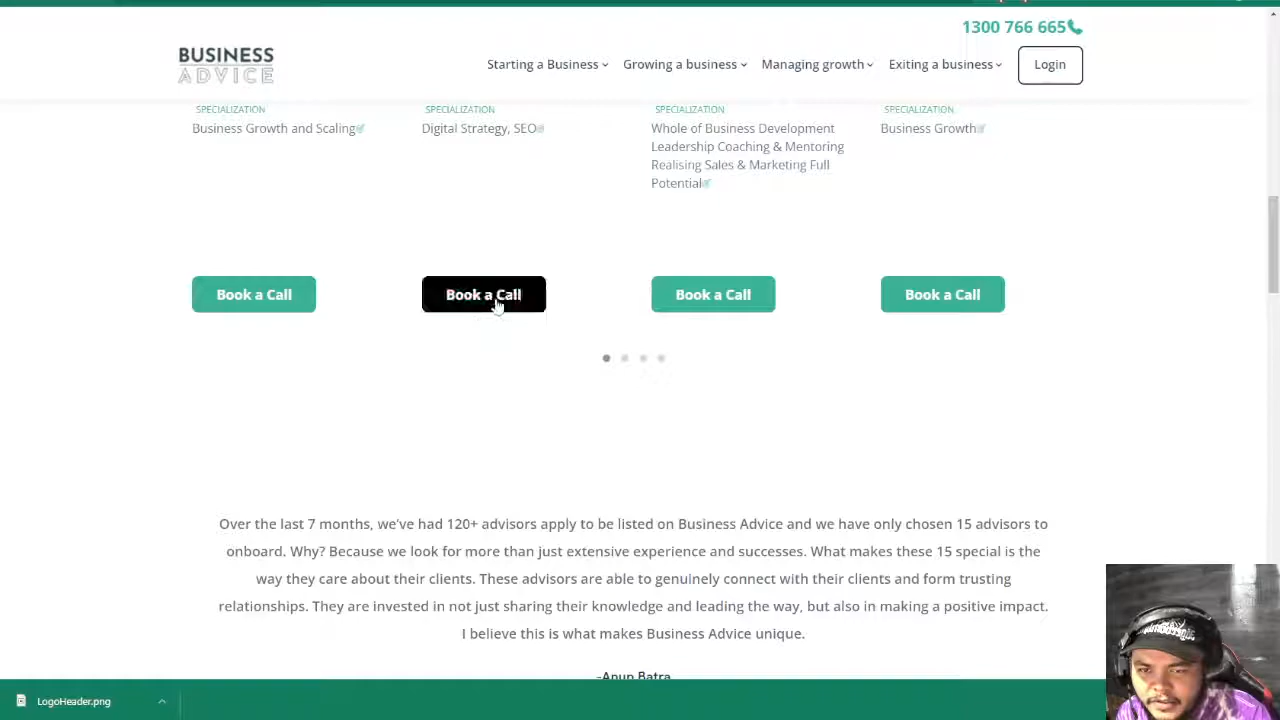 1300 766 665
BUSINESS
ADVICE
Starting a Business
Growing a business
Managing growth
Exiting a business
Login
SPECIALIZATION
Business Growth and Scaling
SPECIALIZATION
Digital Strategy, SEO
SPECIALIZATION
Whole of Business Development
Leadership Coaching & Mentoring
Realising Sales & Marketing Full
Potential
SPECIALIZATION
Business Growth
Book a Call
Book a Call
Book a Call
Book a Call
Over the last 7 months, we've had 120+ advisors apply to be listed on Business Advice and we have only chosen 15 advisors to
onboard. Why? Because we look for more than just extensive experience and successes. What makes these 15 special is the
way they care about their clients. These advisors are able to genuinely connect with their clients and form trusting
relationships. They are invested in not just sharing their knowledge and leading the way, but also in making a positive impact.
I believe this is what makes Business Advice unique.
-Anup Batra
LogoHeader.png